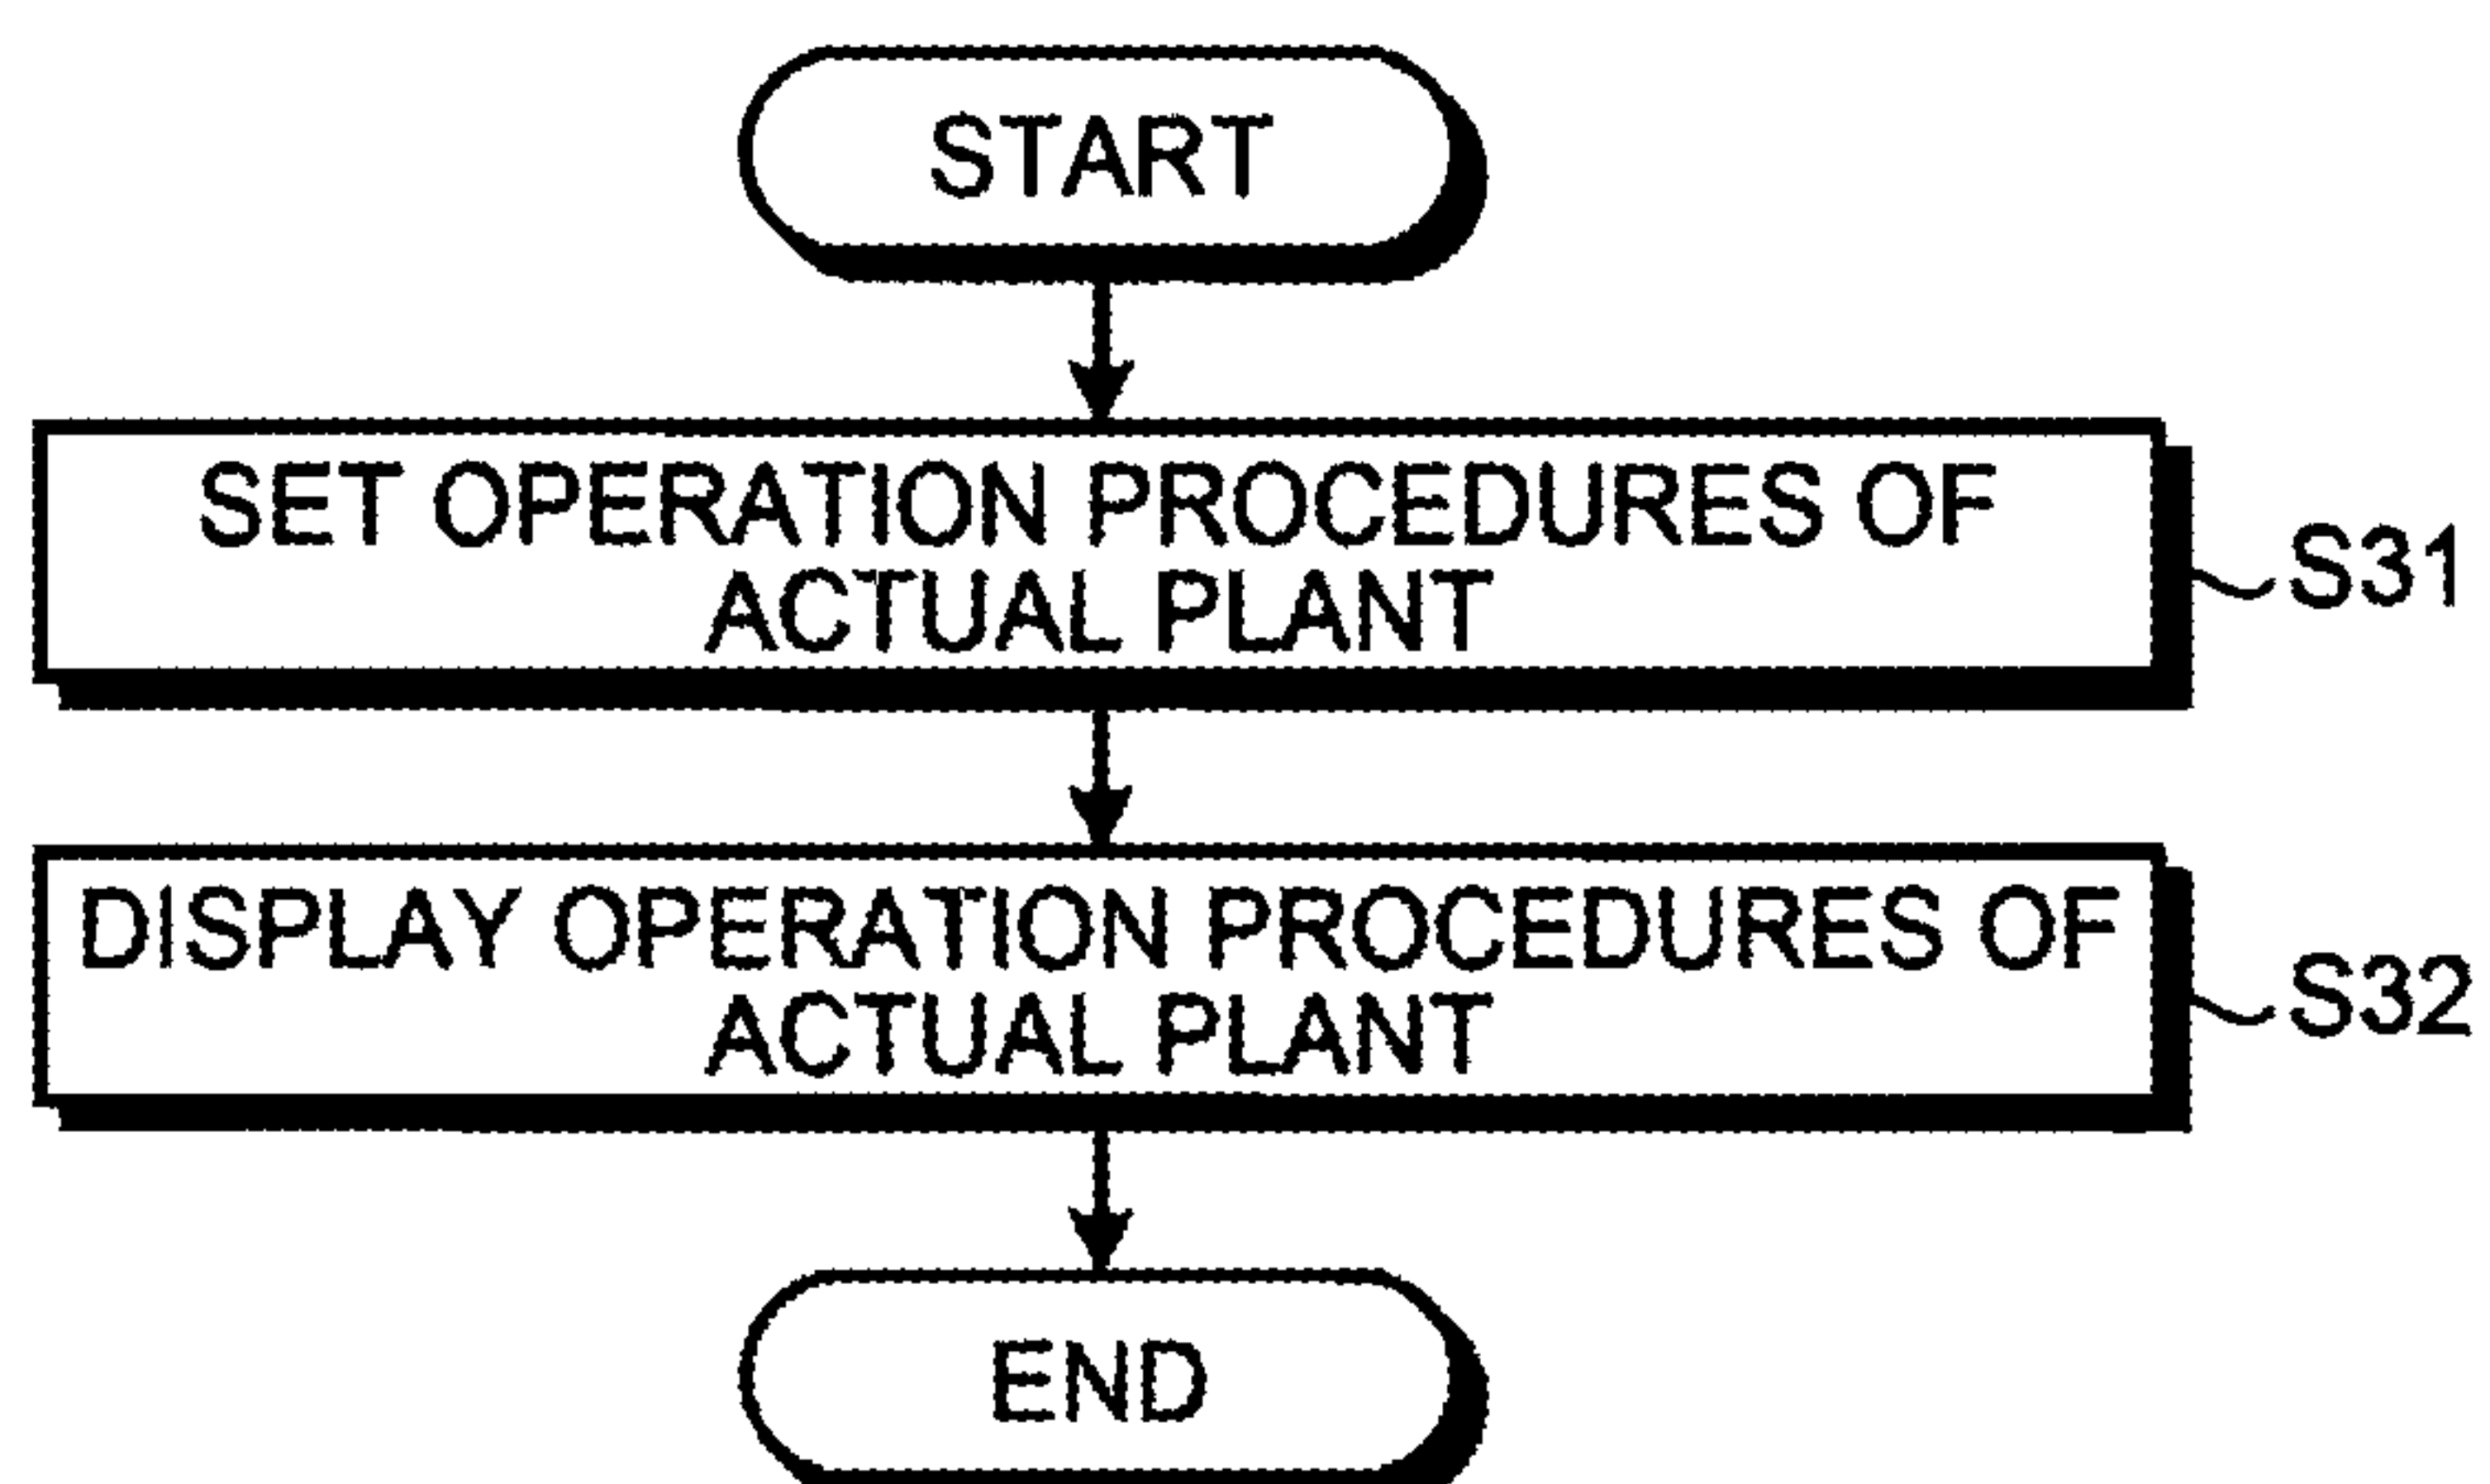 START
SET OPERATION PROCEDURES OF
ACTUAL PLANT
S31
DISPLAY OPERATION PROCEDURES OF
ACTUAL PLANT
S32
END